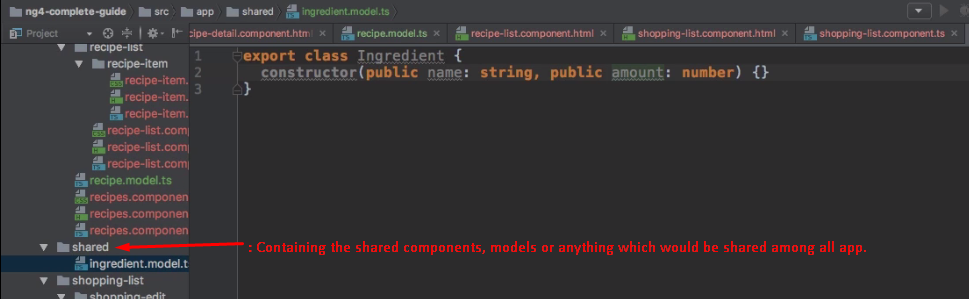 ng4-complete-guide src app shared ingredient.model.ts
Project
cipe-detail.component.html recipe.model.ts recipe-list.component.html shopping-list.component.html shopping-list.component.ts
recipe-list
recipe-item
recipe-item.
recipe-item.
recipe-item.
recipe-list.comp
recipe-list.comp
recipe-list.comp
recipe.model.ts
recipes.componen
recipes.componen
recipes.componen
shared
ingredient.model.t
shopping-list
shopping-edit
1 export class Ingredient {
2 constructor(public name: string, public amount: number) {}
3 }
: Containing the shared components, models or anything which would be shared among all app.